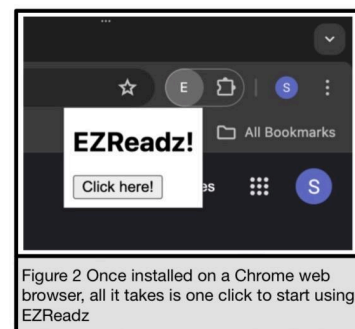 E
S
All Bookmarks
EZReadz!
Click here!
es
S
Figure 2 Once installed on a Chrome web
browser, all it takes is one click to start using
EZReadz